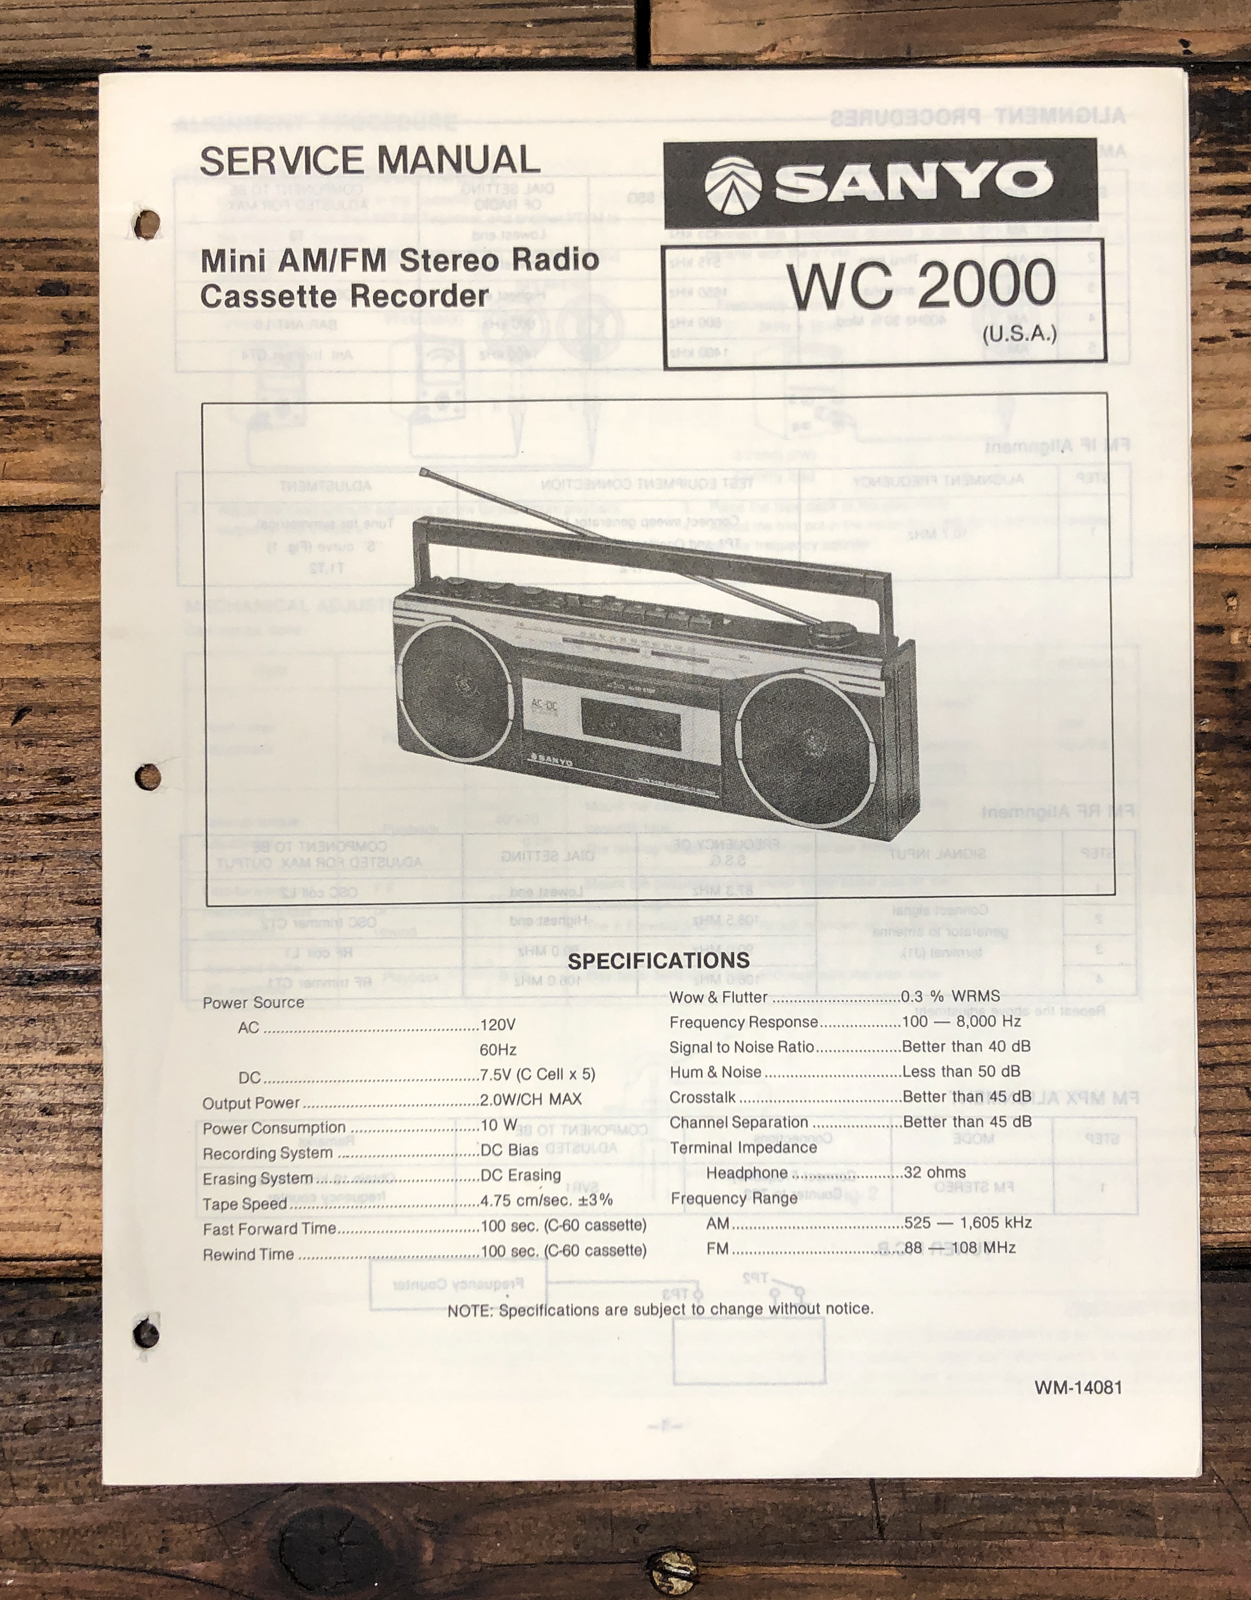 SERVICE MANUAL
SANYO
Mini AM/FM Stereo Radio
Cassette Recorder
WC 2000
(U.S.A.)
AC·DC
SANYO
SPECIFICATIONS
Power Source
AC ........ 120V
60Hz
DC ........ 7.5V (C Cell x 5)
Output Power ........ 2.0W/CH MAX
Power Consumption ........ 10 W
Recording System ........ DC Bias
Erasing System ........ DC Erasing
Tape Speed ........ 4.75 cm/sec. ±3%
Fast Forward Time ........ 100 sec. (C-60 cassette)
Rewind Time ........ 100 sec. (C-60 cassette)
Wow & Flutter ........ 0.3 % WRMS
Frequency Response ........ 100 — 8,000 Hz
Signal to Noise Ratio ........ Better than 40 dB
Hum & Noise ........ Less than 50 dB
Crosstalk ........ Better than 45 dB
Channel Separation ........ Better than 45 dB
Terminal Impedance
Headphone ........ 32 ohms
Frequency Range
AM ........ 525 — 1,605 kHz
FM ........ 88 — 108 MHz
NOTE: Specifications are subject to change without notice.
WM-14081